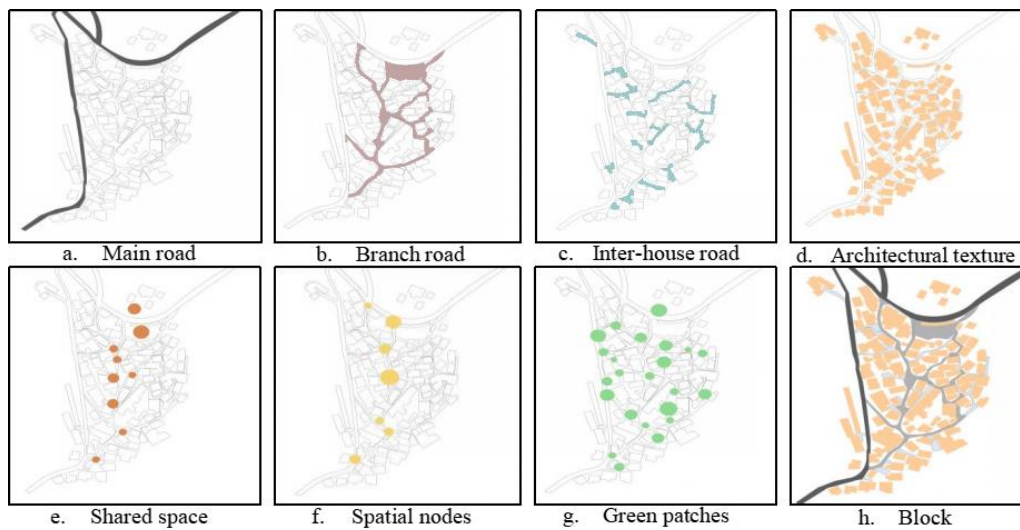 a. Main road
b. Branch road
c. Inter-house road
d. Architectural texture
e. Shared space
f. Spatial nodes
g. Green patches
h. Block